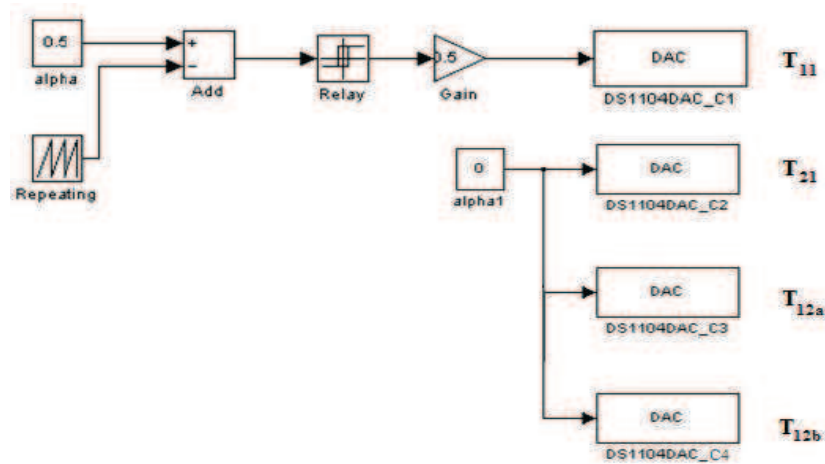 0.5
alpha
+
−
Add
Relay
0.5
Gain
DAC
DS1104DAC_C1
T11
Repeating
0
alpha1
DAC
DS1104DAC_C2
T21
DAC
DS1104DAC_C3
T12a
DAC
DS1104DAC_C4
T12b